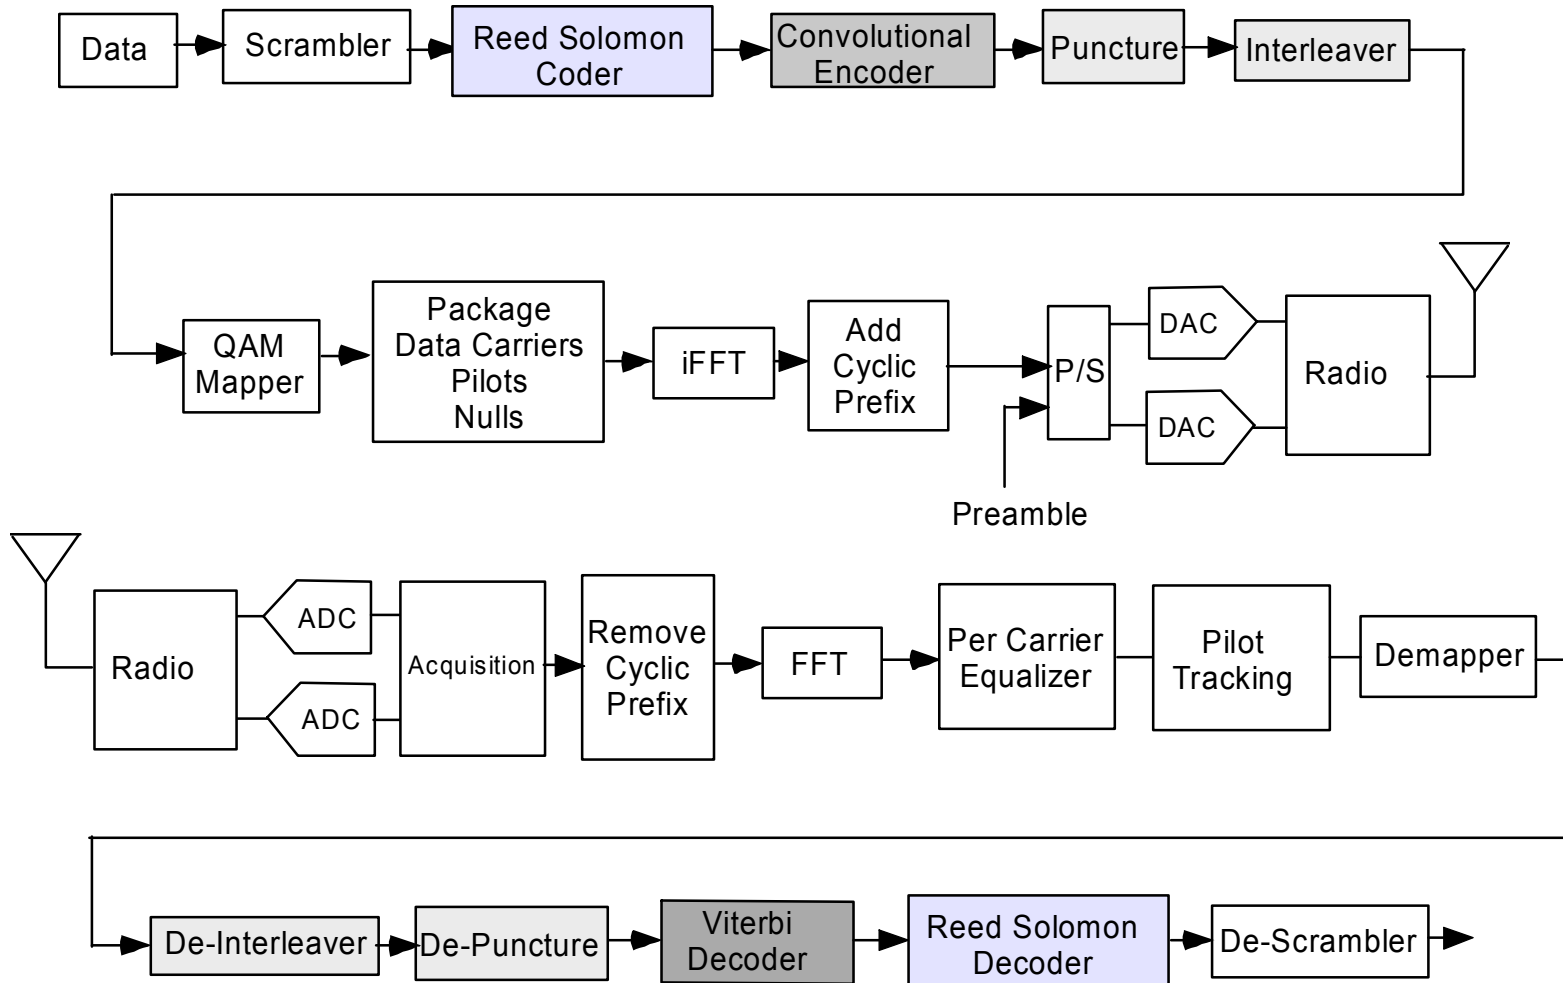 Data
Scrambler
Reed Solomon
Coder
Convolutional
Encoder
Puncture
Interleaver
QAM
Mapper
Package
Data Carriers
Pilots
Nulls
iFFT
Add
Cyclic
Prefix
P/S
DAC
DAC
Radio
Preamble
Radio
ADC
ADC
Acquisition
Remove
Cyclic
Prefix
FFT
Per Carrier
Equalizer
Pilot
Tracking
Demapper
De-Interleaver
De-Puncture
Viterbi
Decoder
Reed Solomon
Decoder
De-Scrambler